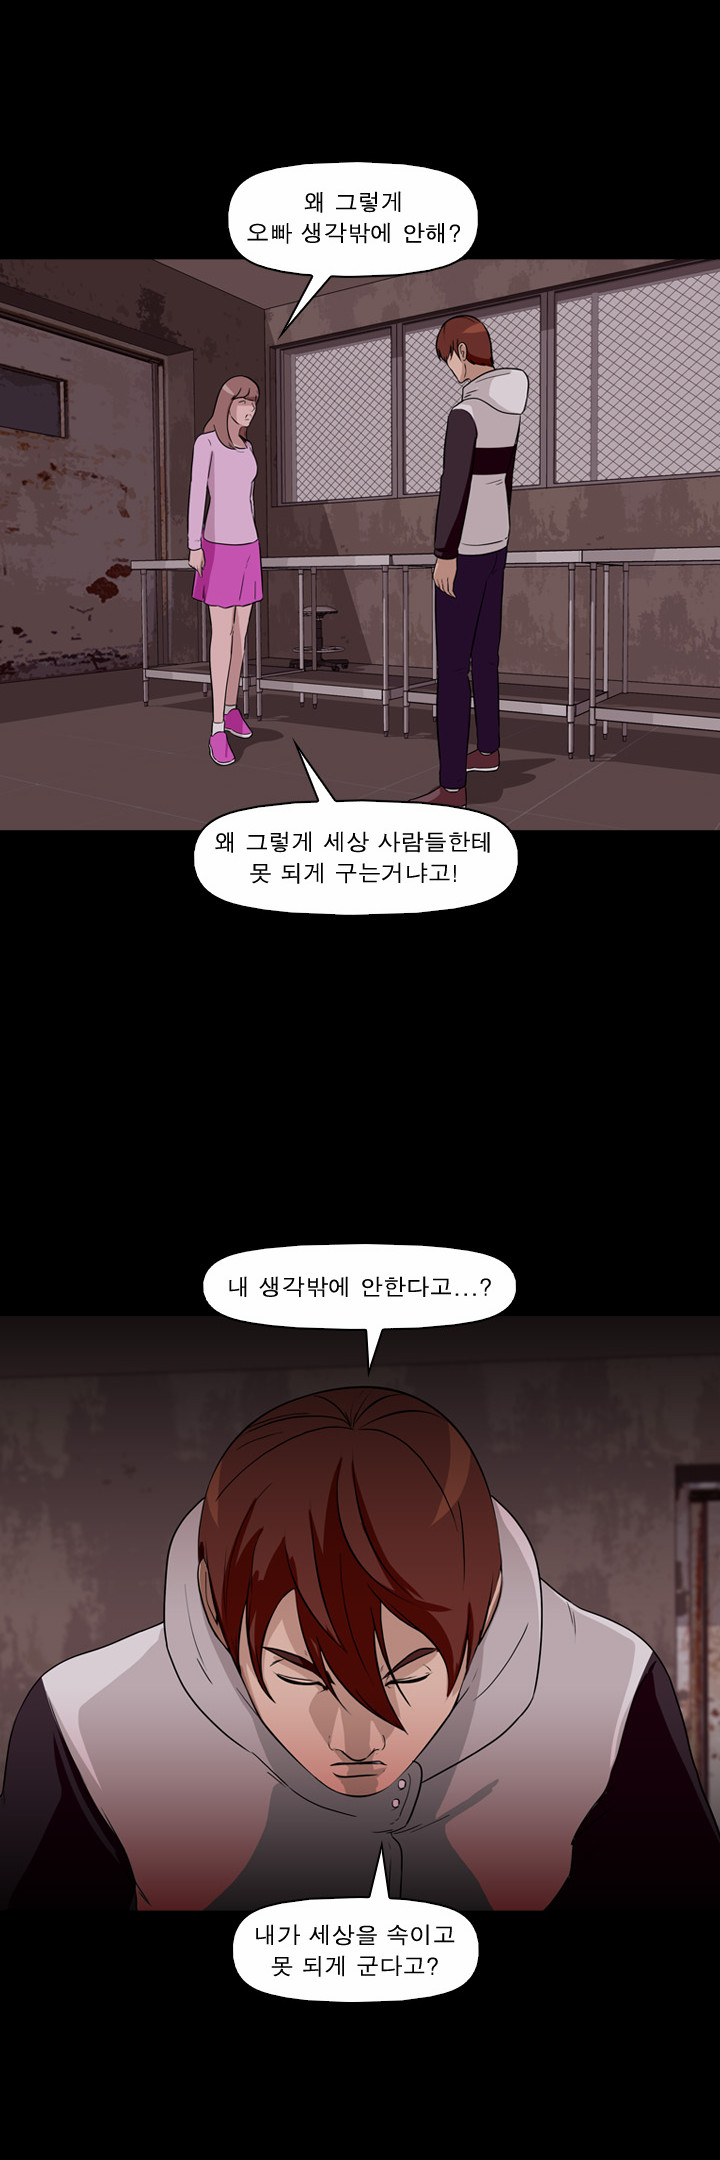 왜 그렇게
오빠 생각밖에 안해?
왜 그렇게 세상 사람들한테
못 되게 구는거냐고!
내 생각밖에 안한다고...?
내가 세상을 속이고
못 되게 군다고?